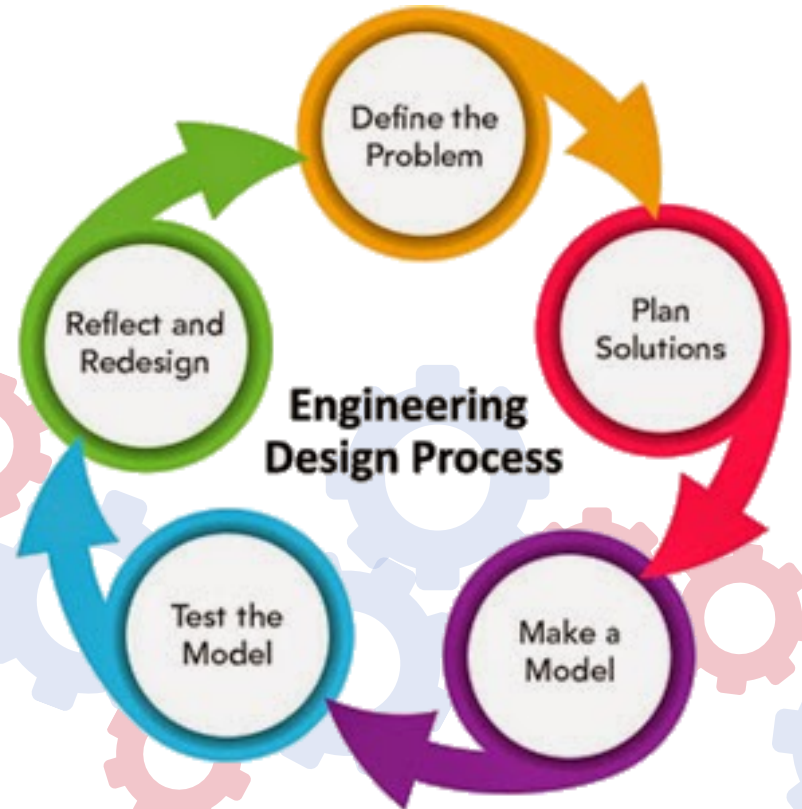 Define the
Problem
Plan
Solutions
Make a
Model
Test the
Model
Reflect and
Redesign
Engineering
Design Process